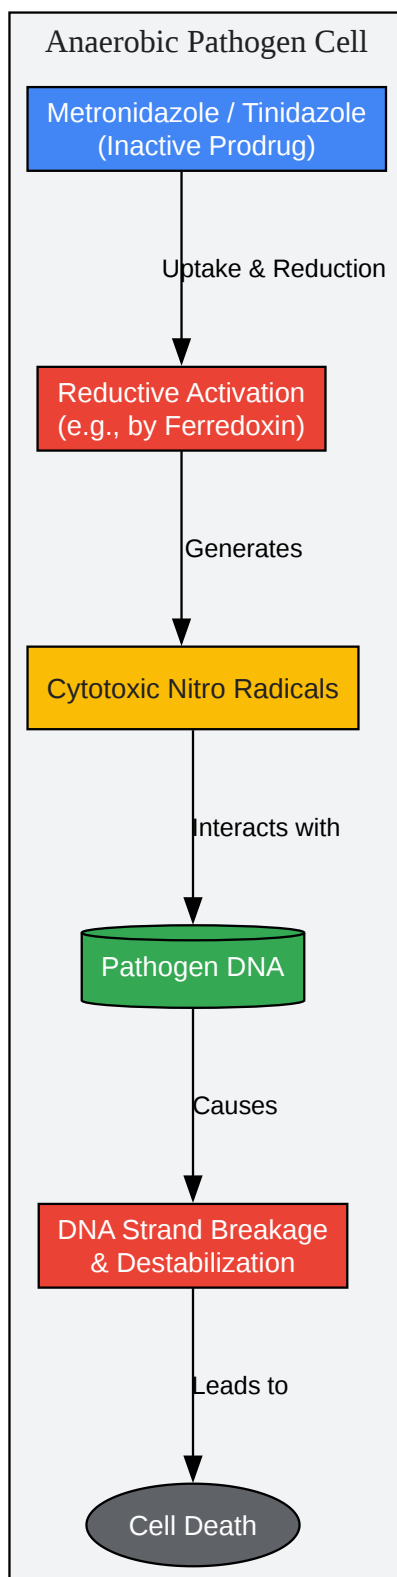 Anaerobic Pathogen Cell
Metronidazole / Tinidazole
(Inactive Prodrug)
Uptake & Reduction
Reductive Activation
(e.g., by Ferredoxin)
Generates
Cytotoxic Nitro Radicals
Interacts with
Pathogen DNA
Causes
DNA Strand Breakage
& Destabilization
Leads to
Cell Death